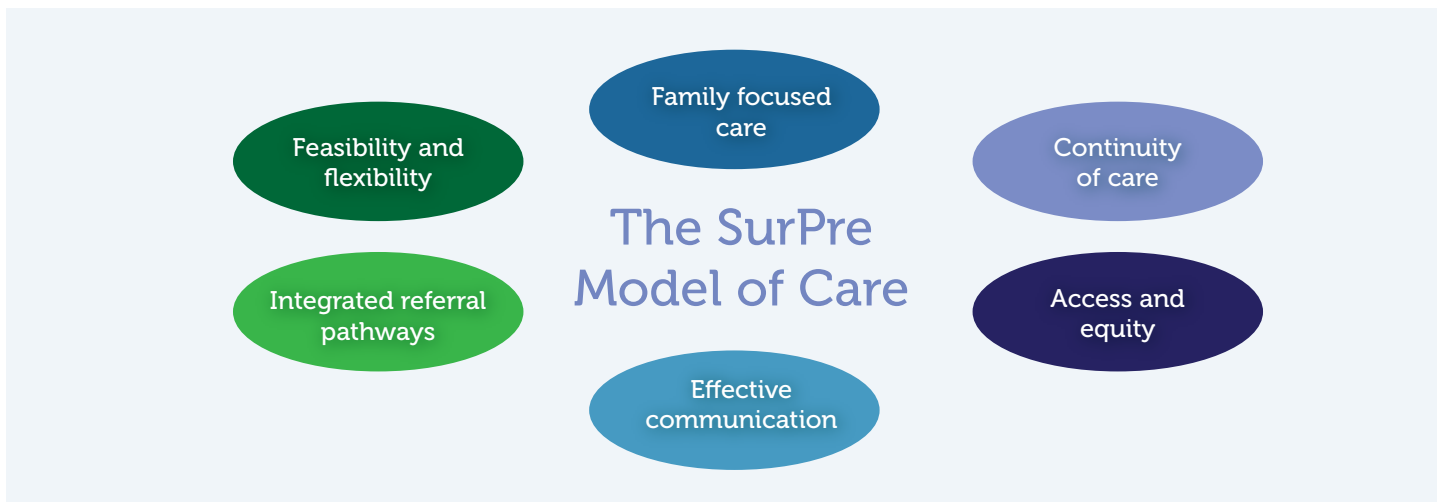 Family focused
care
Feasibility and
flexibility
Continuity
of care
The SurPre
Model of Care
Integrated referral
pathways
Access and
equity
Effective
communication